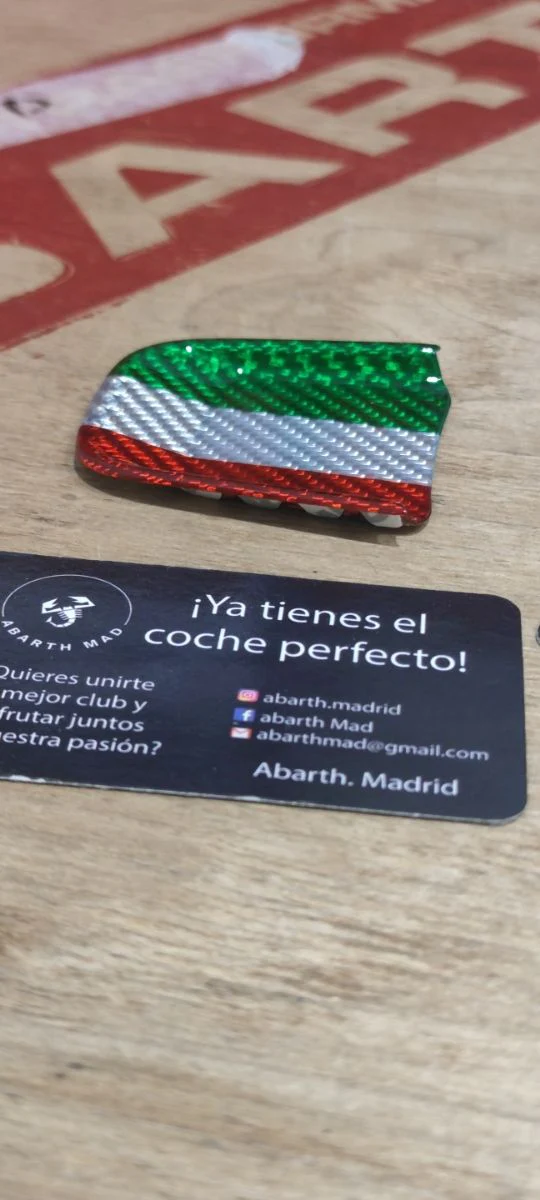 ART
ABARTH MAD
¡Ya tienes el
coche perfecto!
Quieres unirte
mejor club y
frutar juntos
estra pasión?
abarth.madrid
abarth Mad
abarthmad@gmail.com
Abarth. Madrid